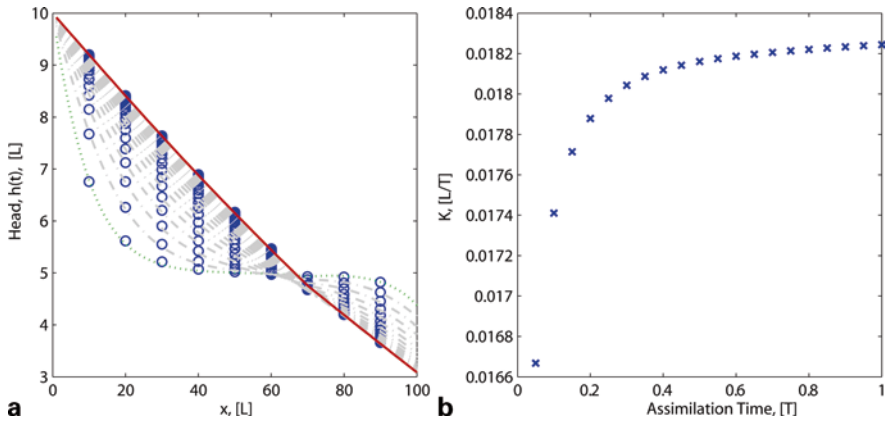 10
9
8
7
6
5
4
3
Head, h(t), [L]
0 20 40 60 80 100
x, [L]
a
0.0184
0.0182
0.018
0.0178
0.0176
0.0174
0.0172
0.017
0.0168
0.0166
K, [L/T]
0 0.2 0.4 0.6 0.8 1
Assimilation Time, [T]
b